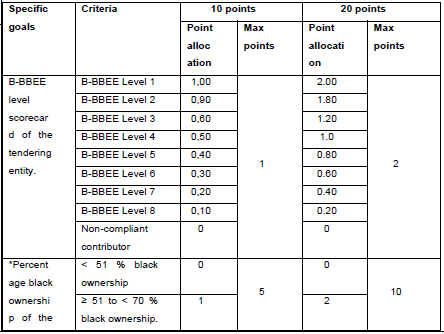 Specific goals Criteria 10 points 20 points
Point allocation Max points Point allocation Max points
B-BBEE level scorecard of the tendering entity. B-BBEE Level 1 1,00 1 2.00 2
B-BBEE Level 2 0,90 1.80
B-BBEE Level 3 0,60 1.20
B-BBEE Level 4 0,50 1.0
B-BBEE Level 5 0,40 0.80
B-BBEE Level 6 0,30 0.60
B-BBEE Level 7 0,20 0.40
B-BBEE Level 8 0,10 0.20
Non-compliant contributor 0 0
*Percentage black ownership of the < 51 % black ownership 0 5 0 10
≥ 51 to < 70 % black ownership. 1 2